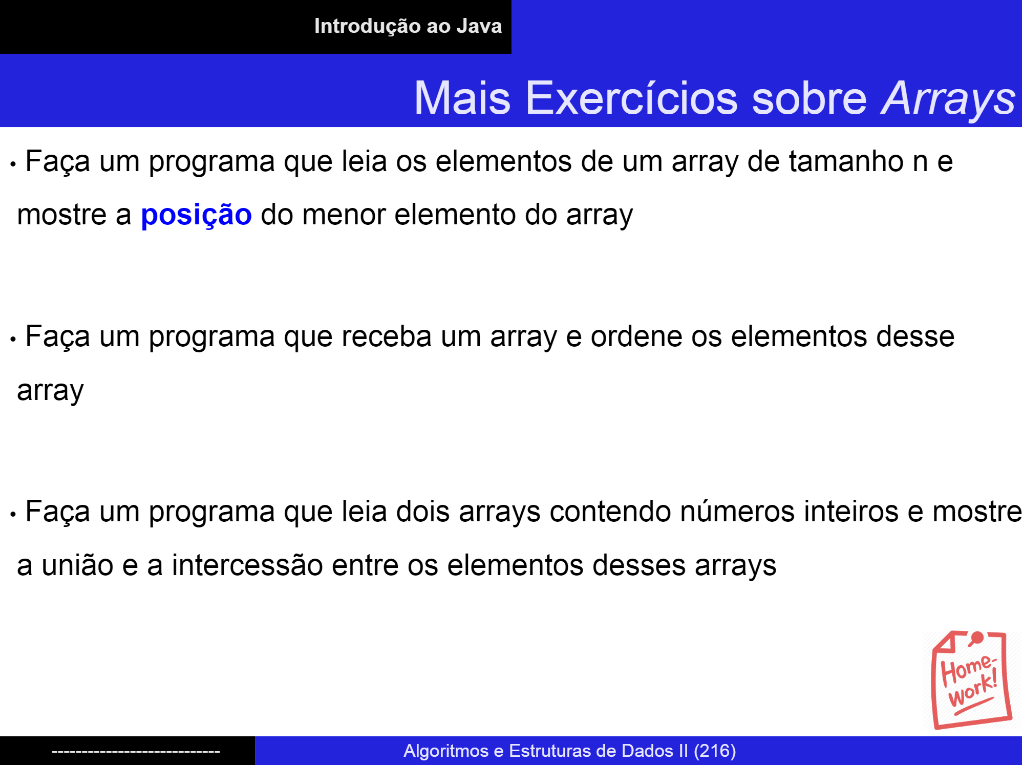 Introdução ao Java
Mais Exercícios sobre Arrays
• Faça um programa que leia os elementos de um array de tamanho n e
mostre a posição do menor elemento do array
• Faça um programa que receba um array e ordene os elementos desse
array
• Faça um programa que leia dois arrays contendo números inteiros e mostre
a união e a intercessão entre os elementos desses arrays
Home-
work!
---------------------------- Algoritmos e Estruturas de Dados II (216)